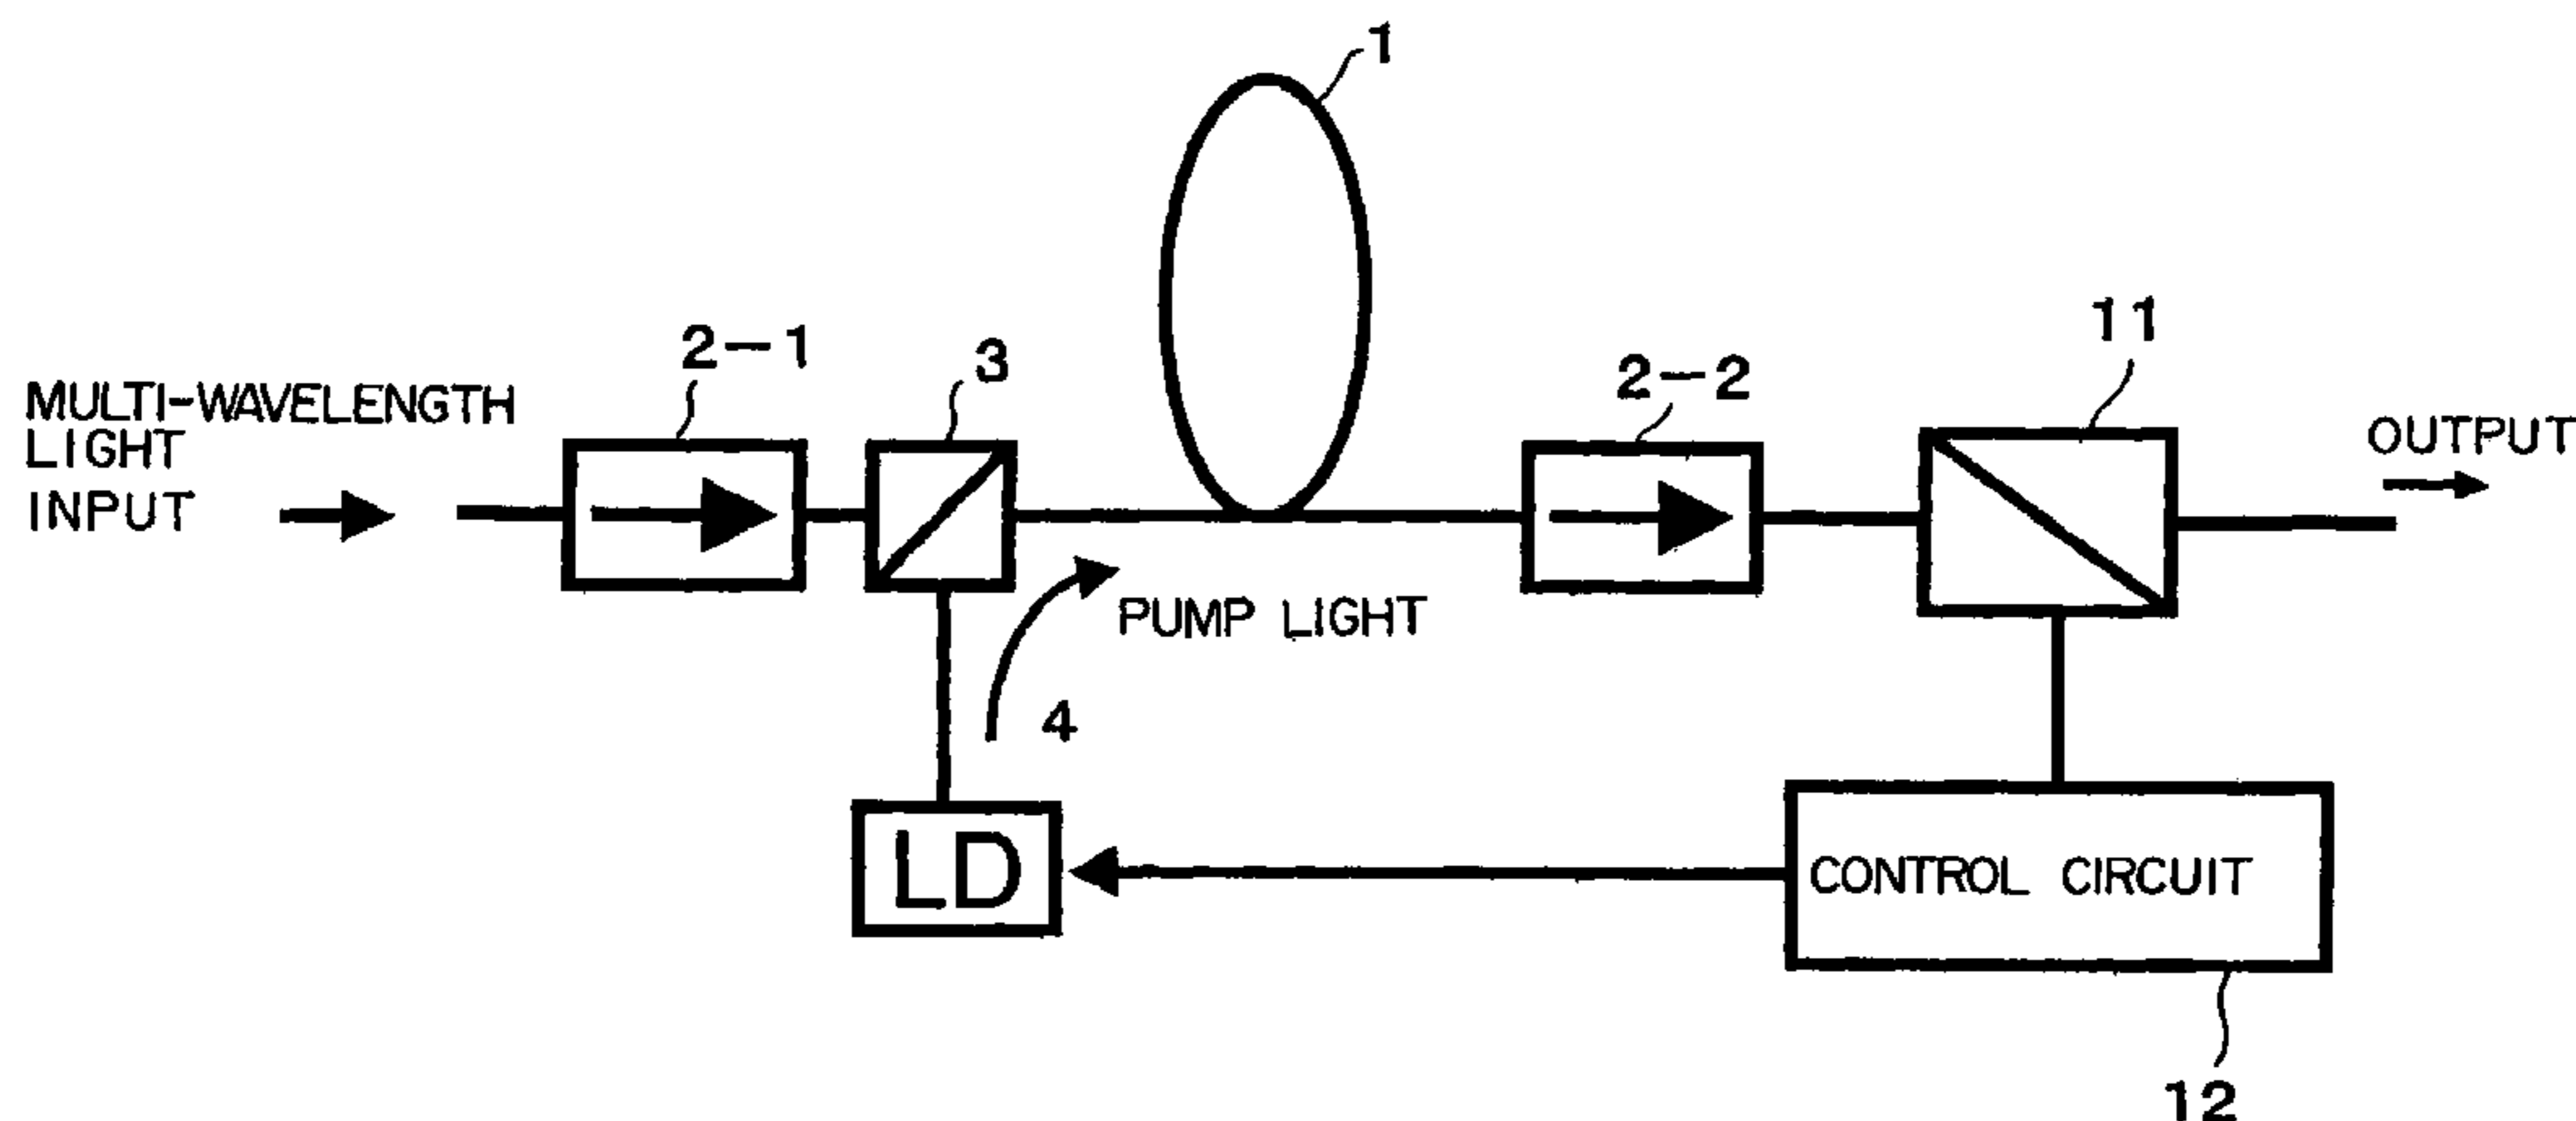 1
2-1
3
2-2
11
MULTI-WAVELENGTH
LIGHT
INPUT
OUTPUT
PUMP LIGHT
4
LD
CONTROL CIRCUIT
12